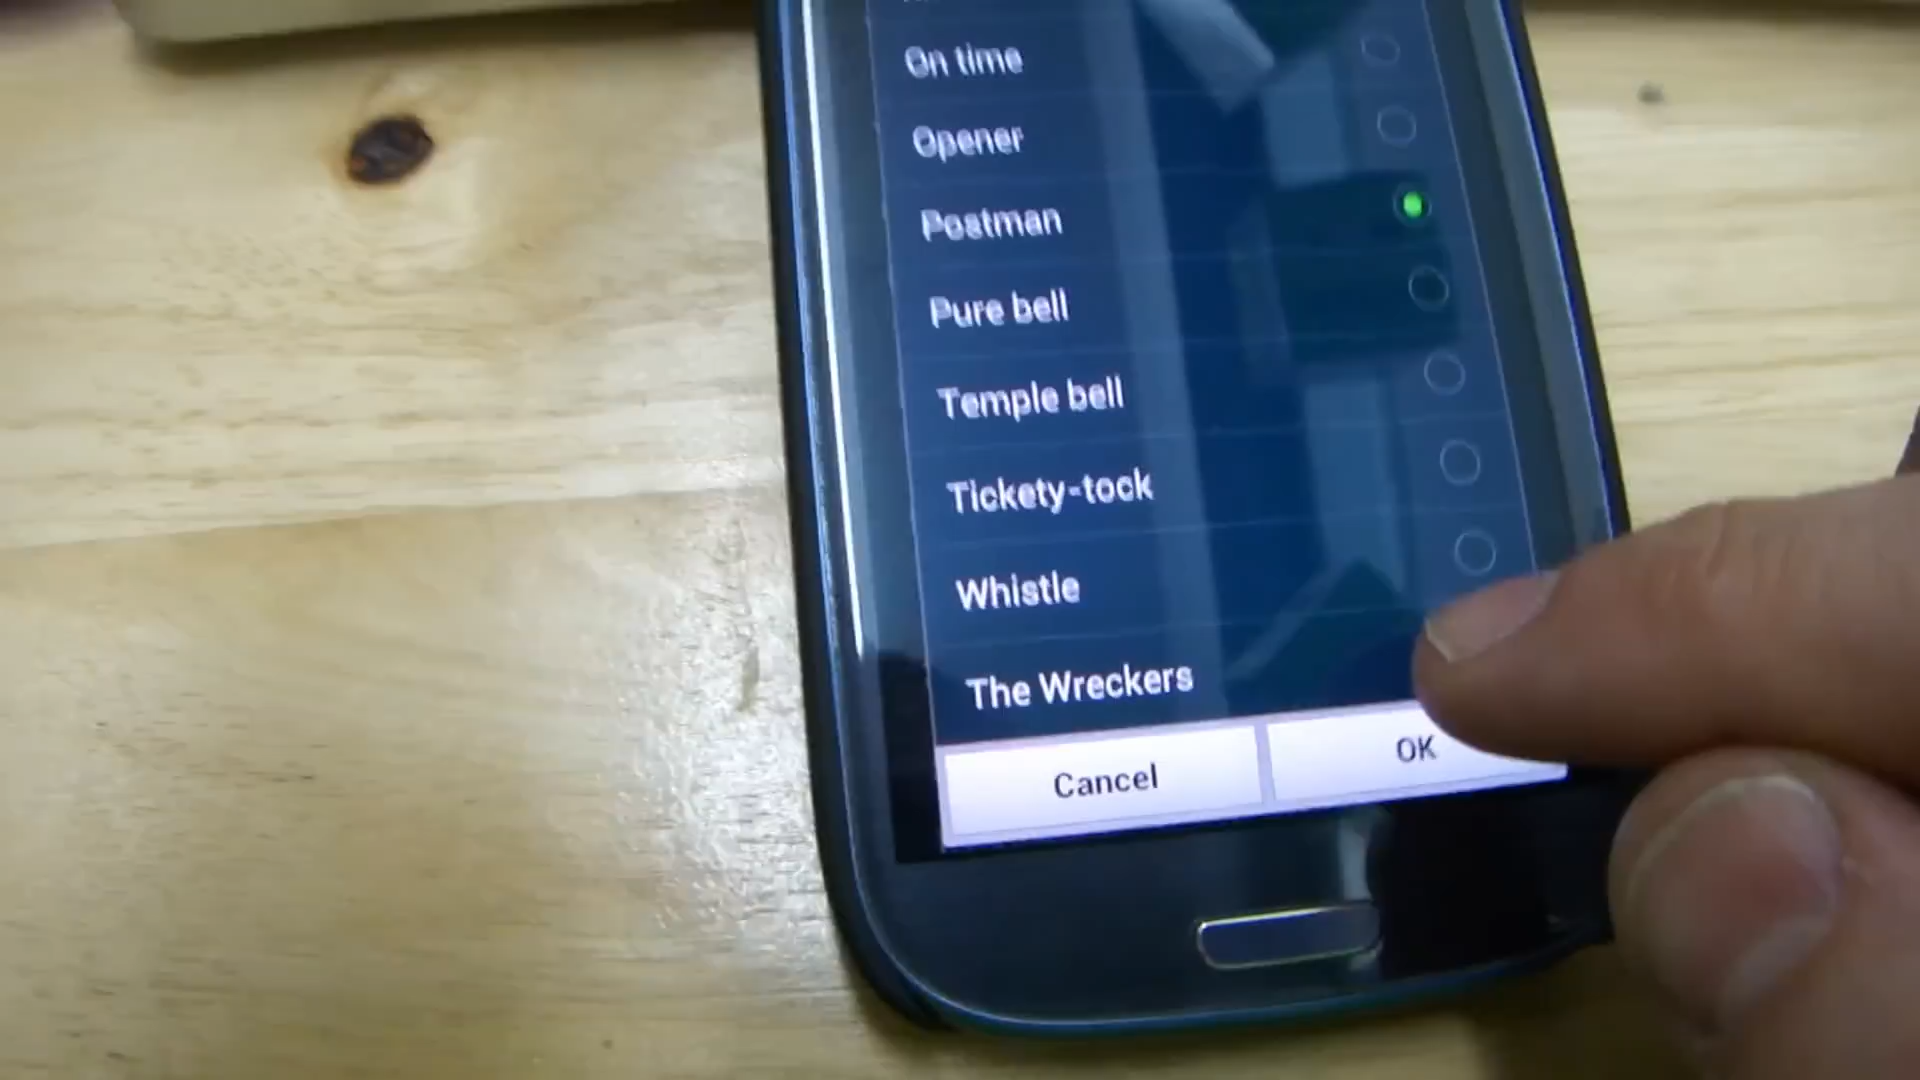 On time
Opener
Postman
Pure bell
Temple bell
Tickety-tock
Whistle
The Wreckers
Cancel
OK